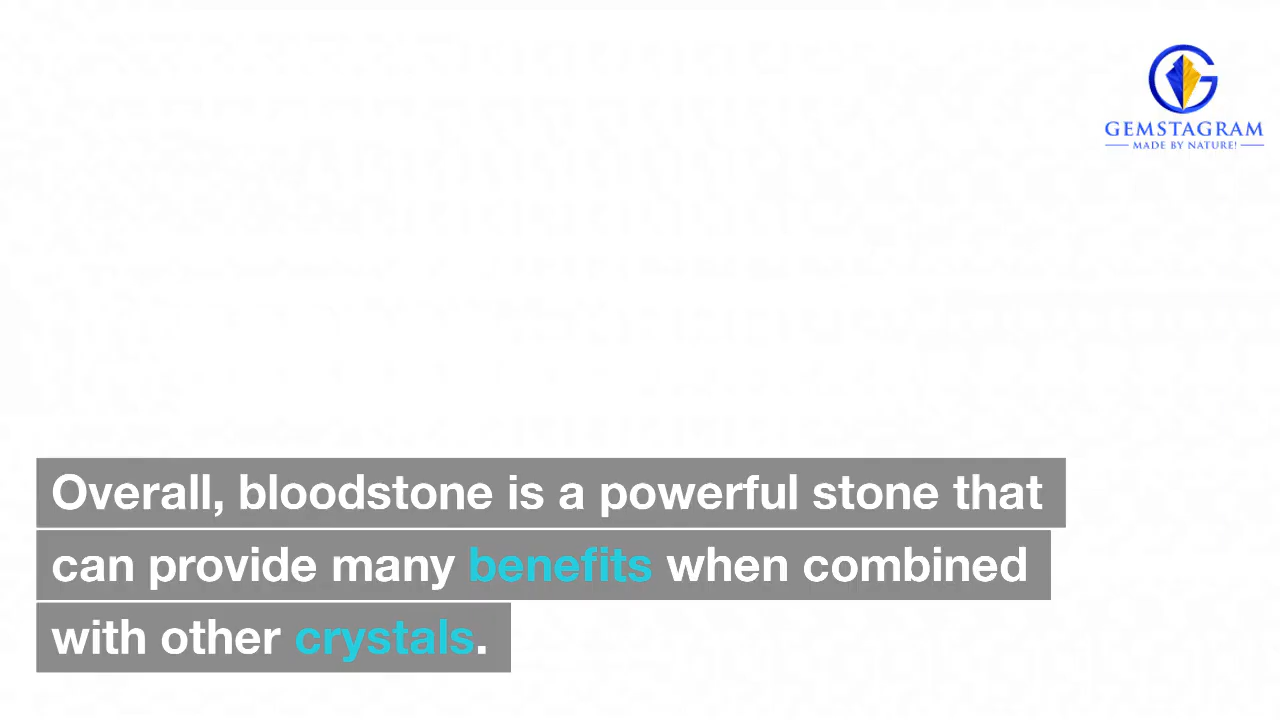 GEMSTAGRAM
MADE BY NATURE!
Overall, bloodstone is a powerful stone that
can provide many benefits when combined
with other crystals.